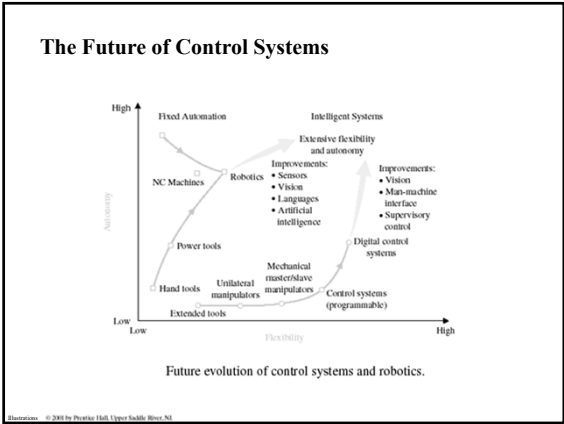 The Future of Control Systems
High
Fixed Automation
Intelligent Systems
Extensive flexibility
and autonomy
Improvements:
• Sensors
• Vision
• Languages
• Artificial
intelligence
Improvements:
• Vision
• Man-machine
interface
• Supervisory
control
NC Machines
Robotics
Autonomy
Power tools
Digital control
systems
Mechanical
master/slave
manipulators
Hand tools
Unilateral
manipulators
Control systems
(programmable)
Extended tools
Low
Low
Flexibility
High
Future evolution of control systems and robotics.
Illustrations © 2001 by Prentice Hall, Upper Saddle River, NJ.